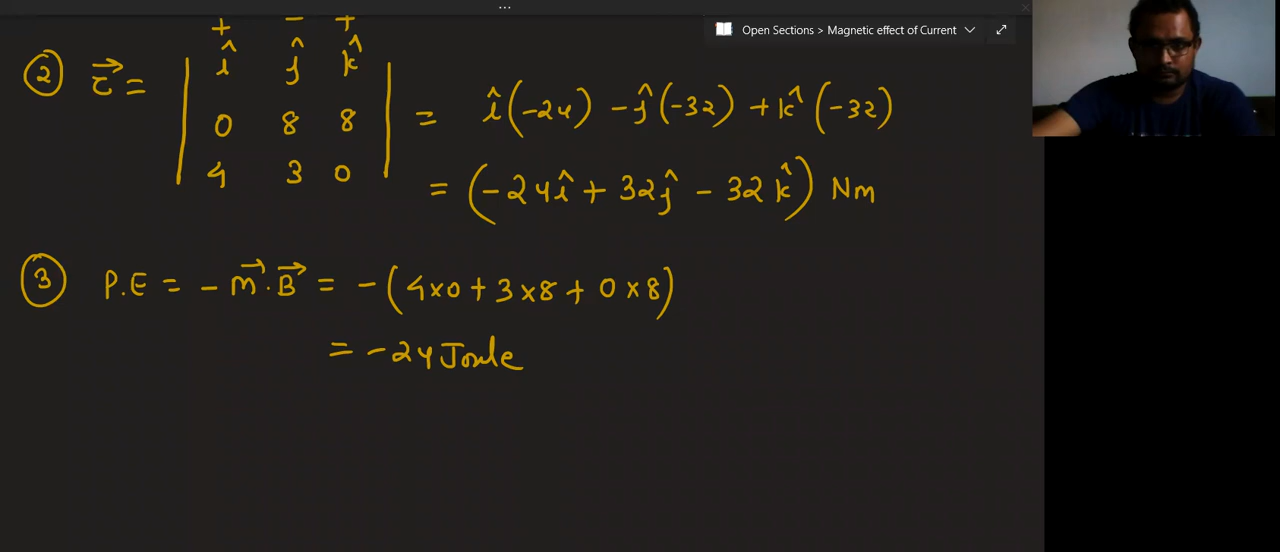 ...
Open Sections > Magnetic effect of Current
+ - +
② τ⃗ = | î ĵ k̂ |
| 0 8 8 | = î(-24) - ĵ(-32) + k̂(-32)
| 4 3 0 |
= (-24î + 32ĵ - 32k̂) Nm
③ P.E = - m⃗.B⃗ = -(4×0 + 3×8 + 0×8)
= -24 Joule